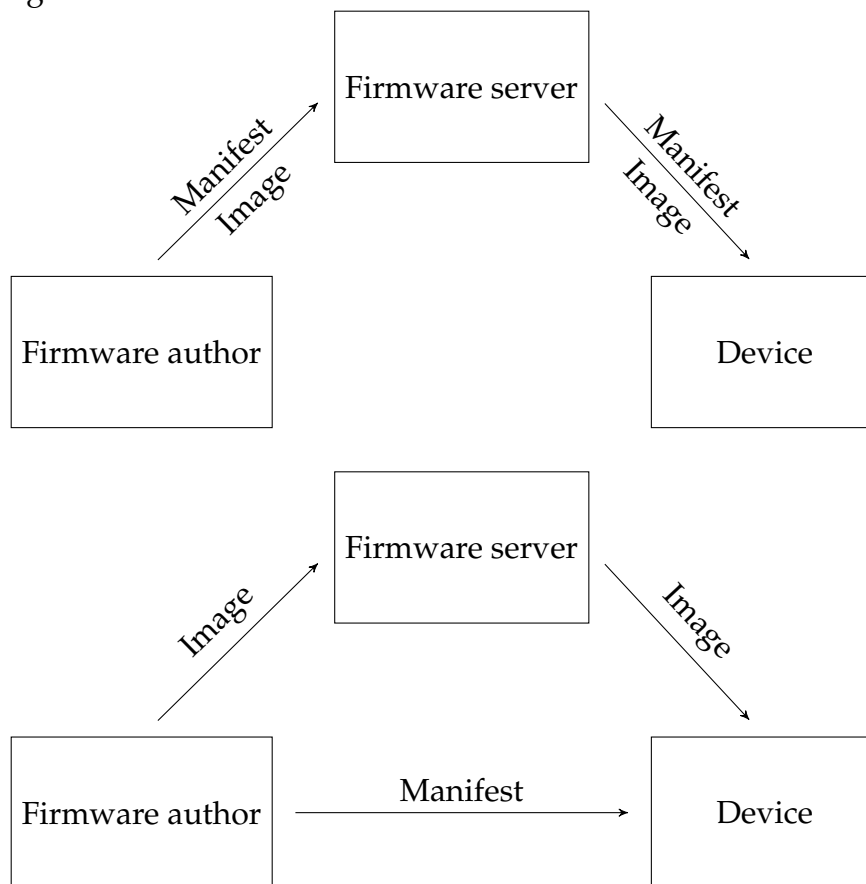 Firmware server
Manifest
Image
Manifest
Image
Firmware author
Device
Firmware server
Image
Image
Firmware author
Manifest
Device